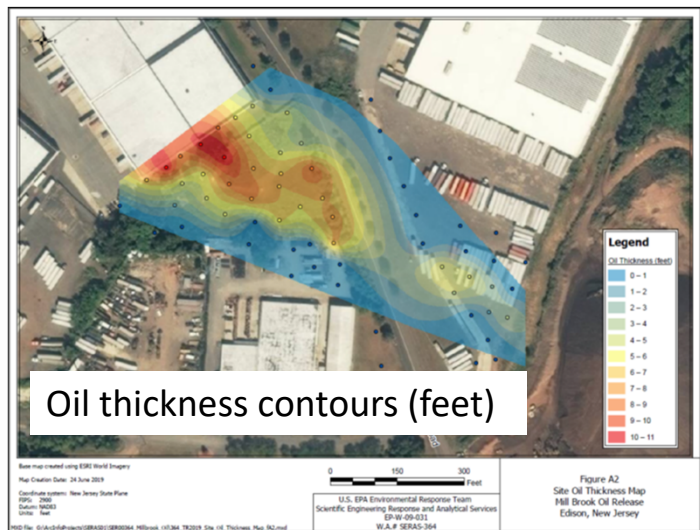 Oil thickness contours (feet)
Legend
Oil Thickness (feet)
0 – 1
1 – 2
2 – 3
3 – 4
4 – 5
5 – 6
6 – 7
7 – 8
8 – 9
9 – 10
10 – 11
Base map created using ESRI World Imagery
Map Creation Date: 24 June 2019
Coordinate system: New Jersey State Plane
FIPS: 2900
Datum: NAD83
Units: Feet
0 150 300
Feet
U.S. EPA Environmental Response Team
Scientific Engineering Response and Analytical Services
EP-W-09-031
W.A.# SERAS-364
Figure A2
Site Oil Thickness Map
Mill Brook Oil Release
Edison, New Jersey